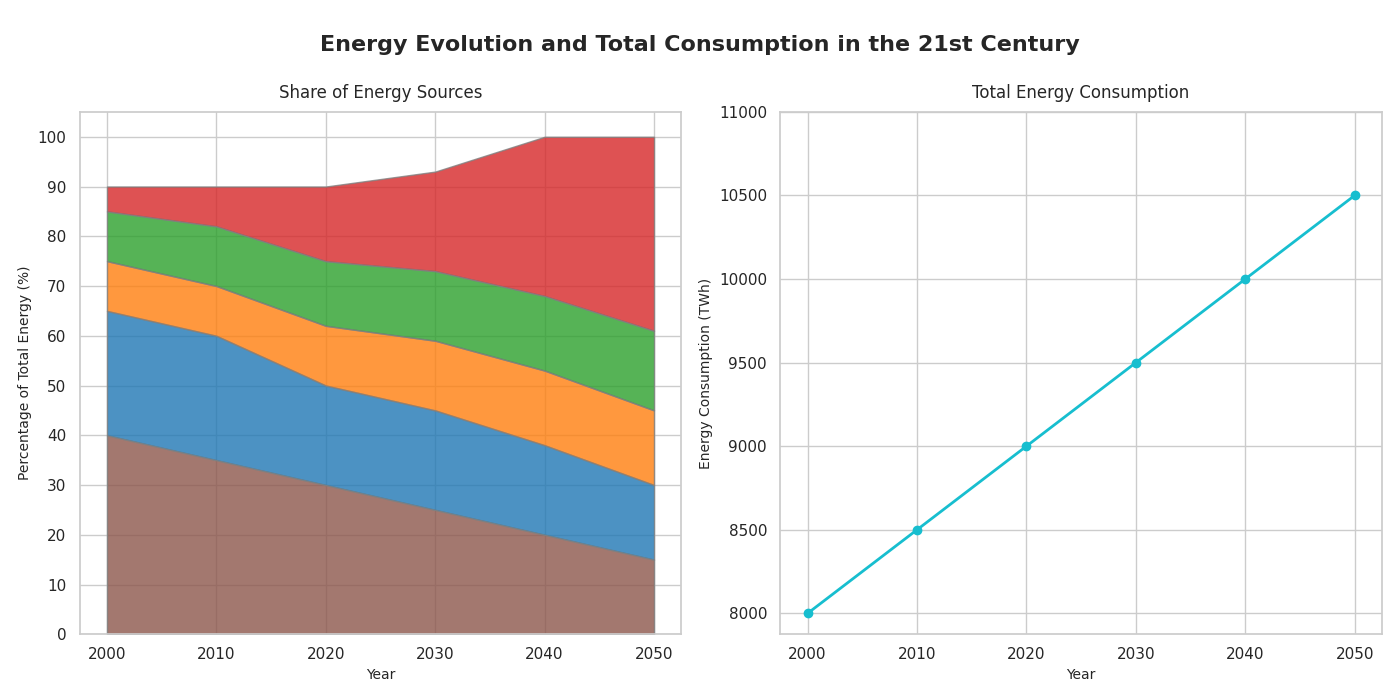 Energy Evolution and Total Consumption in the 21st Century
Share of Energy Sources
Percentage of Total Energy (%)
100
90
80
70
60
50
40
30
20
10
0
2000 2010 2020 2030 2040 2050
Year
Total Energy Consumption
Energy Consumption (TWh)
11000
10500
10000
9500
9000
8500
8000
2000 2010 2020 2030 2040 2050
Year